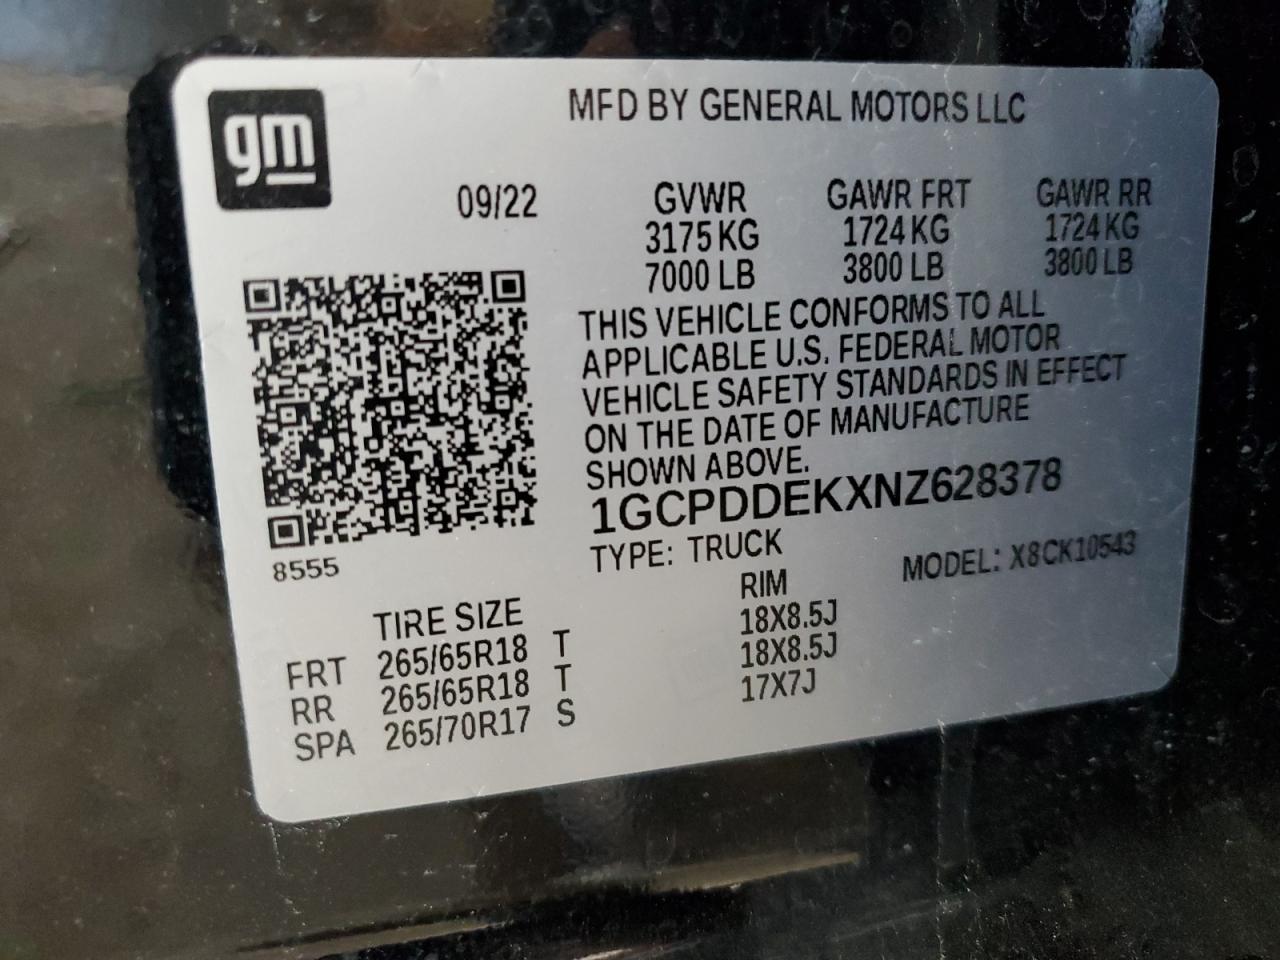 gm
MFD BY GENERAL MOTORS LLC
09/22 GVWR GAWR FRT GAWR RR
3175 KG 1724 KG 1724 KG
7000 LB 3800 LB 3800 LB
THIS VEHICLE CONFORMS TO ALL
APPLICABLE U.S. FEDERAL MOTOR
VEHICLE SAFETY STANDARDS IN EFFECT
ON THE DATE OF MANUFACTURE
SHOWN ABOVE.
1GCPDDEKXNZ628378
8555
TYPE: TRUCK MODEL: X8CK10543
TIRE SIZE RIM
FRT 265/65R18 T 18X8.5J
RR 265/65R18 T 18X8.5J
SPA 265/70R17 S 17X7J